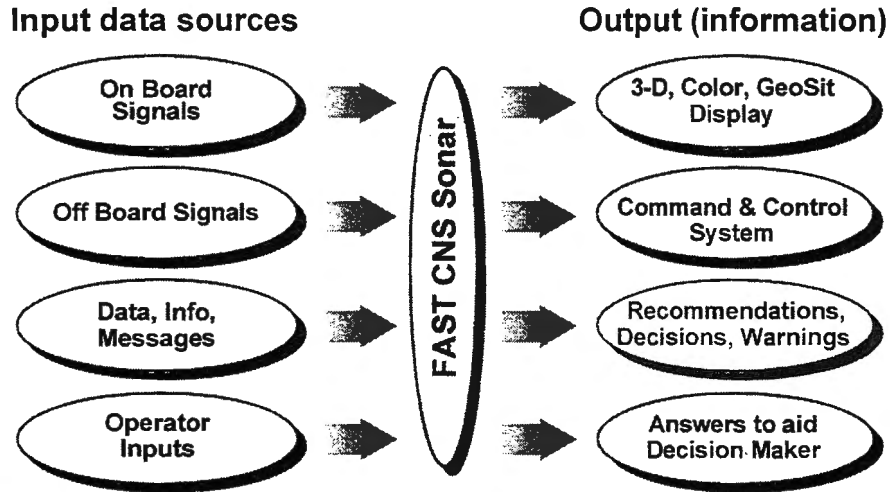 Input data sources
Output (information)
On Board
Signals
Off Board Signals
Data, Info,
Messages
Operator
Inputs
FAST CNS Sonar
3-D, Color, GeoSit
Display
Command & Control
System
Recommendations,
Decisions, Warnings
Answers to aid
Decision Maker